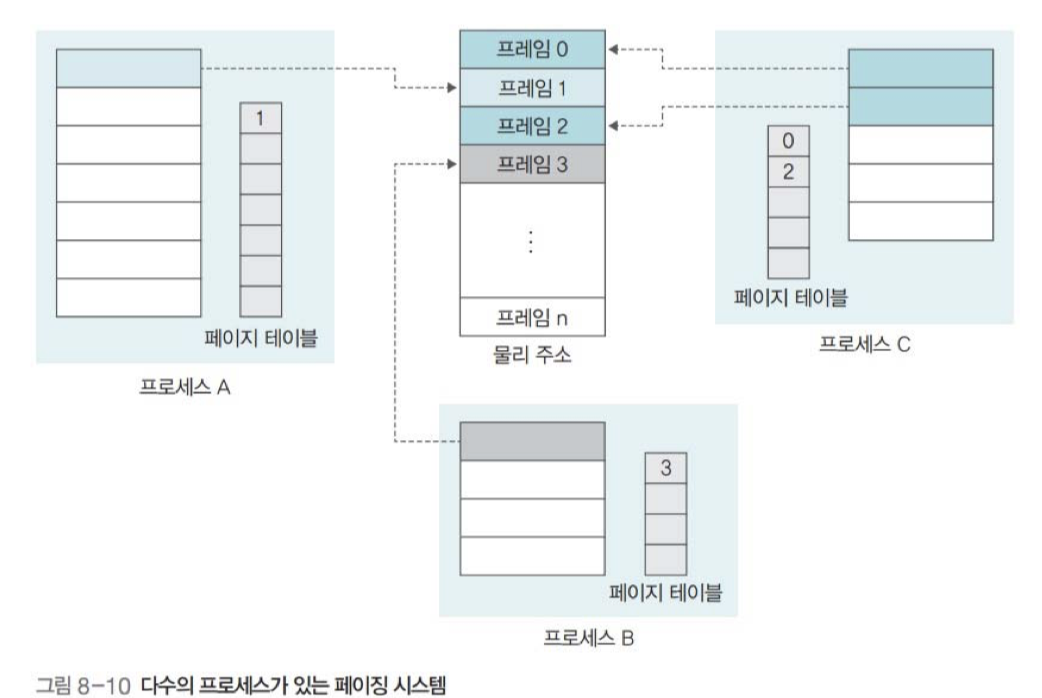 1
페이지 테이블
프로세스 A
프레임 0
프레임 1
프레임 2
프레임 3
⋮
프레임 n
물리 주소
0
2
페이지 테이블
프로세스 C
3
페이지 테이블
프로세스 B
그림 8-10 다수의 프로세스가 있는 페이징 시스템